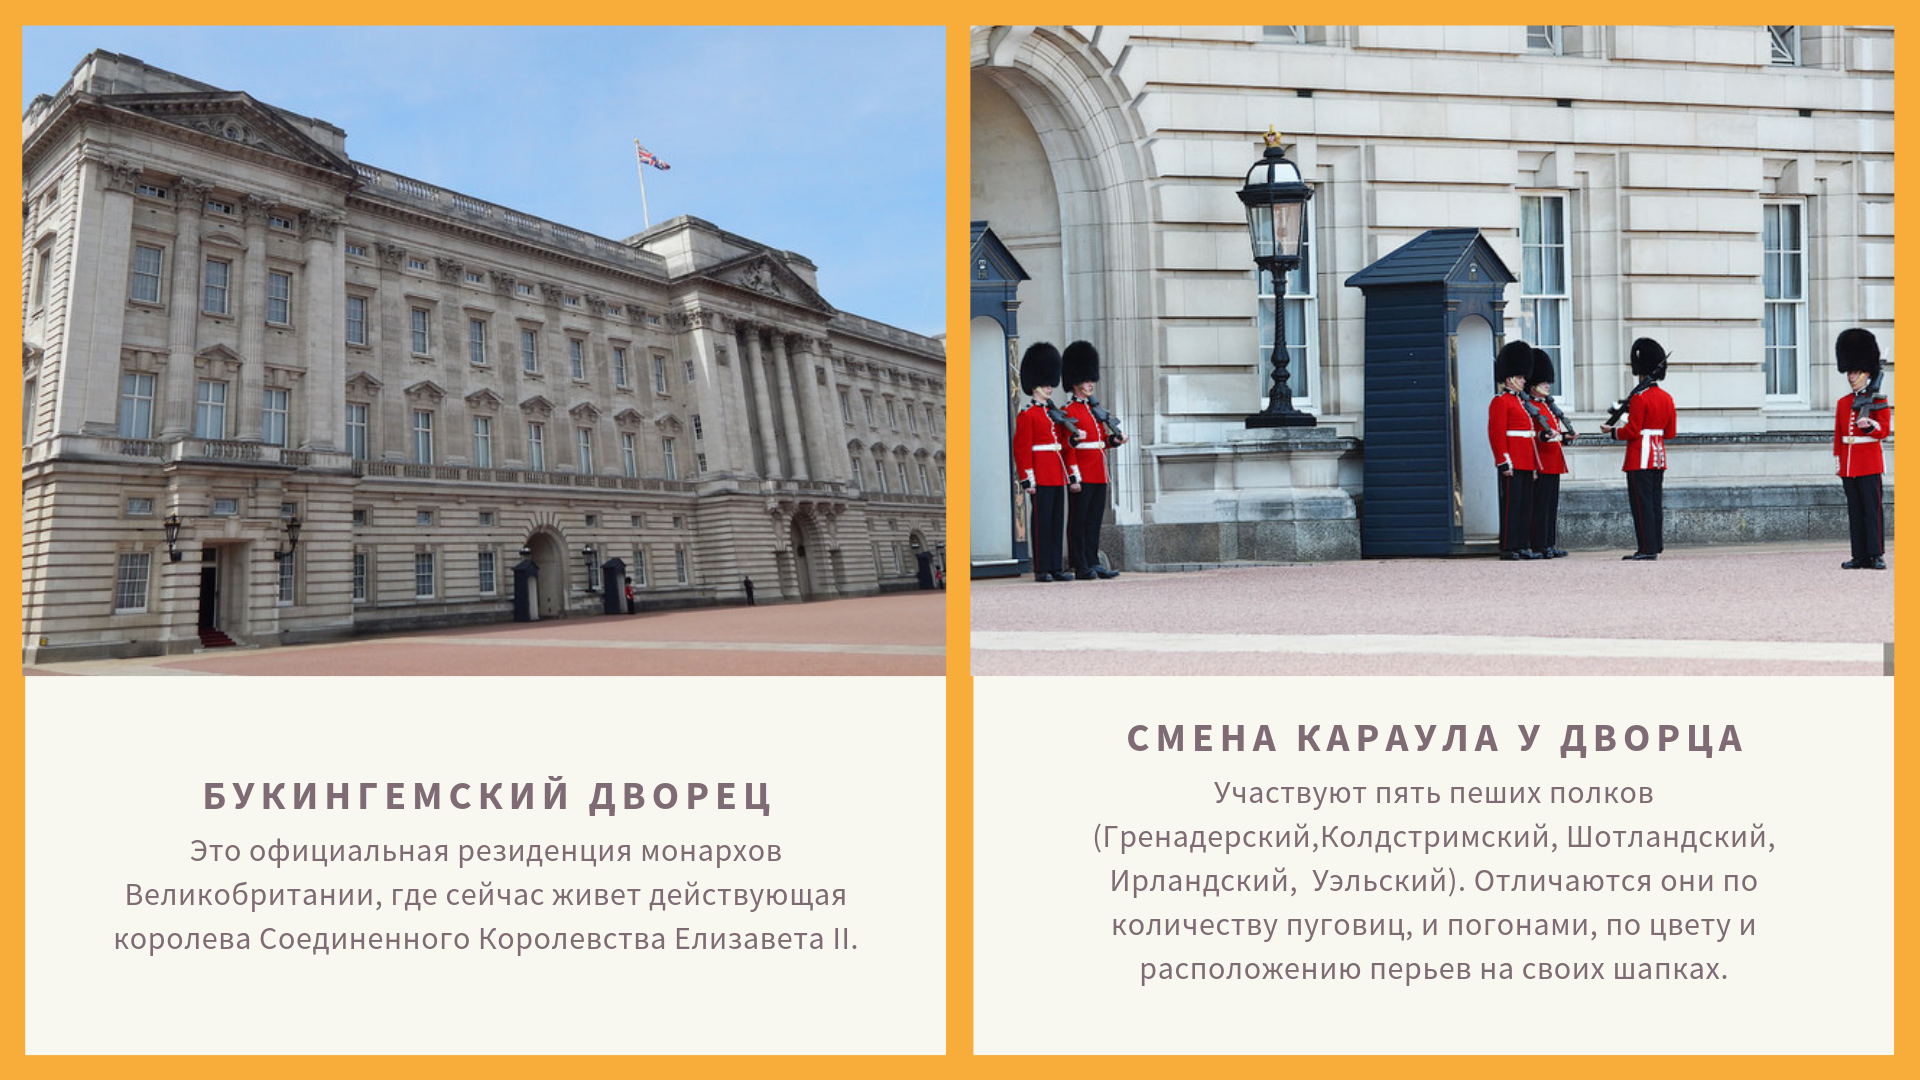 БУКИНГЕМСКИЙ ДВОРЕЦ
Это официальная резиденция монархов
Великобритании, где сейчас живет действующая
королева Соединенного Королевства Елизавета II.
СМЕНА КАРАУЛА У ДВОРЦА
Участвуют пять пеших полков
(Гренадерский,Колдстримский, Шотландский,
Ирландский,  Уэльский). Отличаются они по
количеству пуговиц, и погонами, по цвету и
расположению перьев на своих шапках.